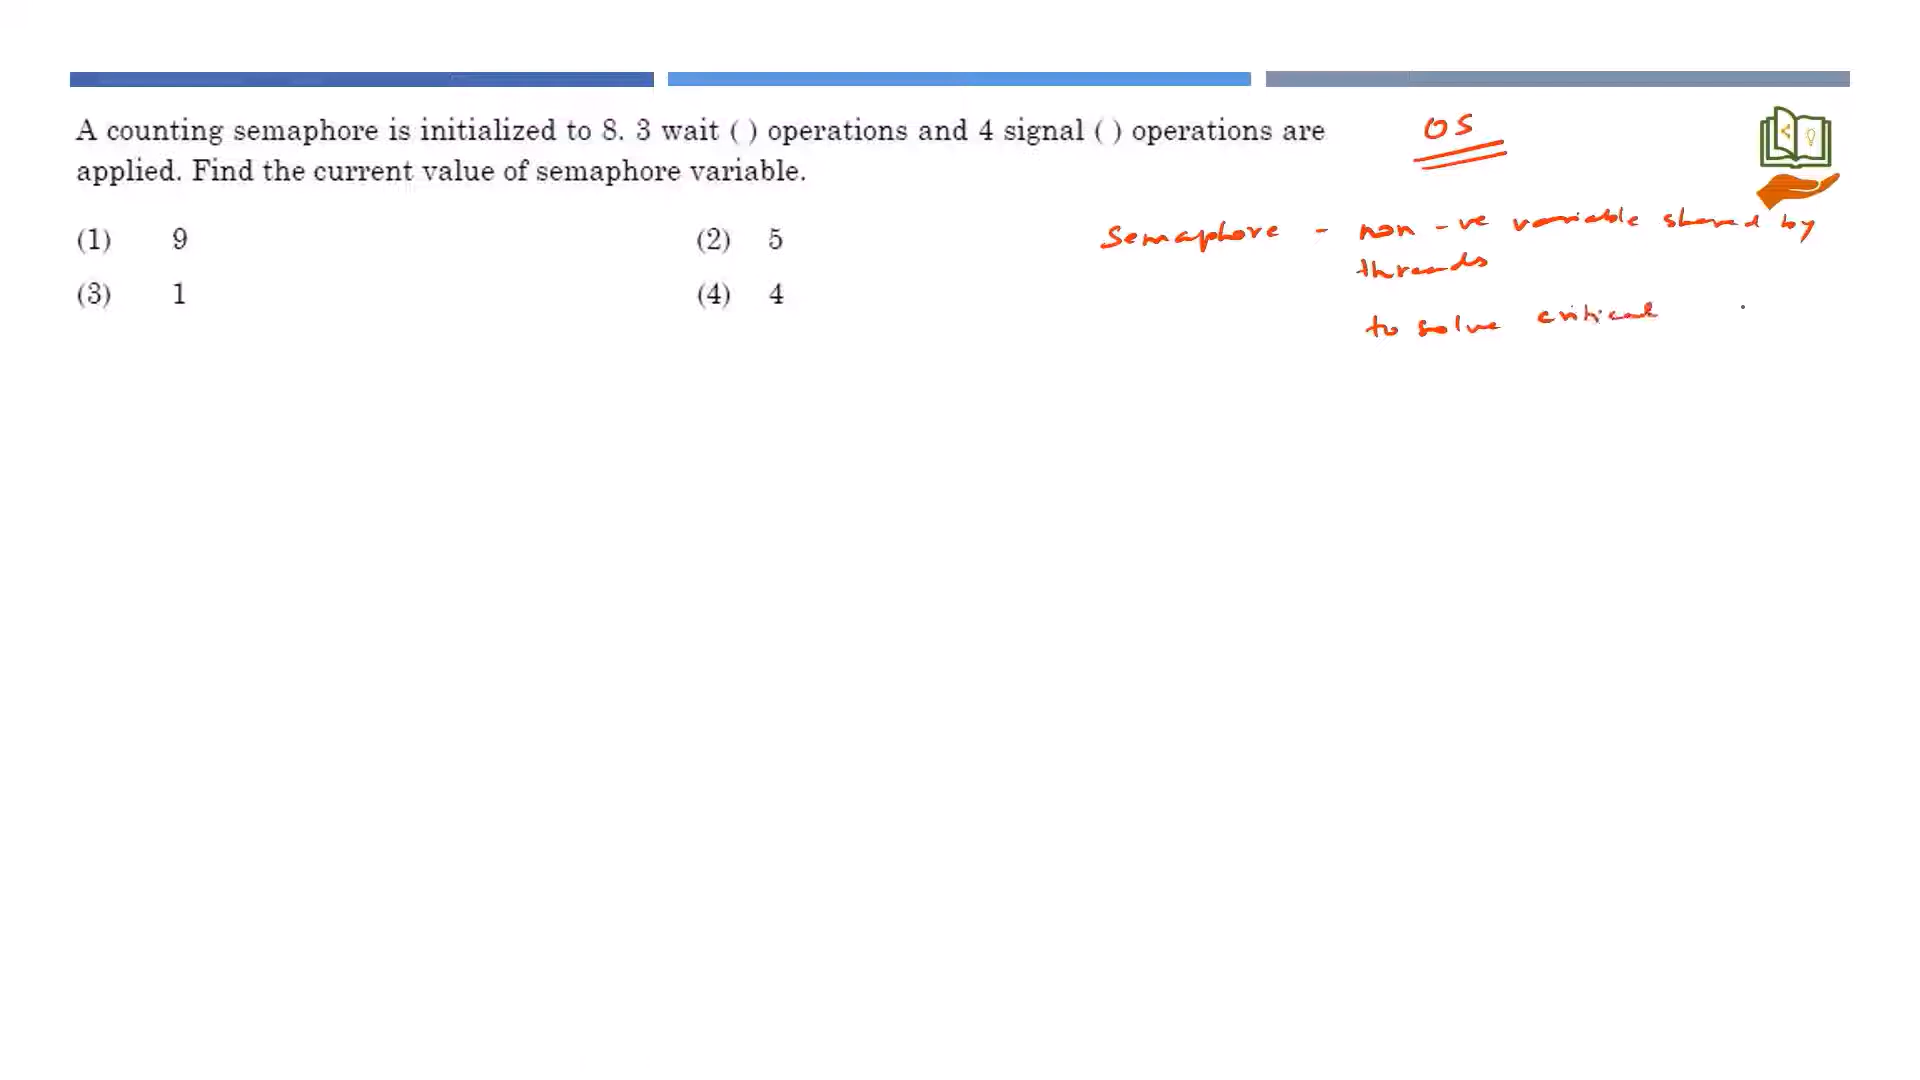 A counting semaphore is initialized to 8. 3 wait ( ) operations and 4 signal ( ) operations are
applied. Find the current value of semaphore variable.
(1) 9 (2) 5
(3) 1 (4) 4
OS
Semaphore - non -ve variable shared by
threads
to solve critical